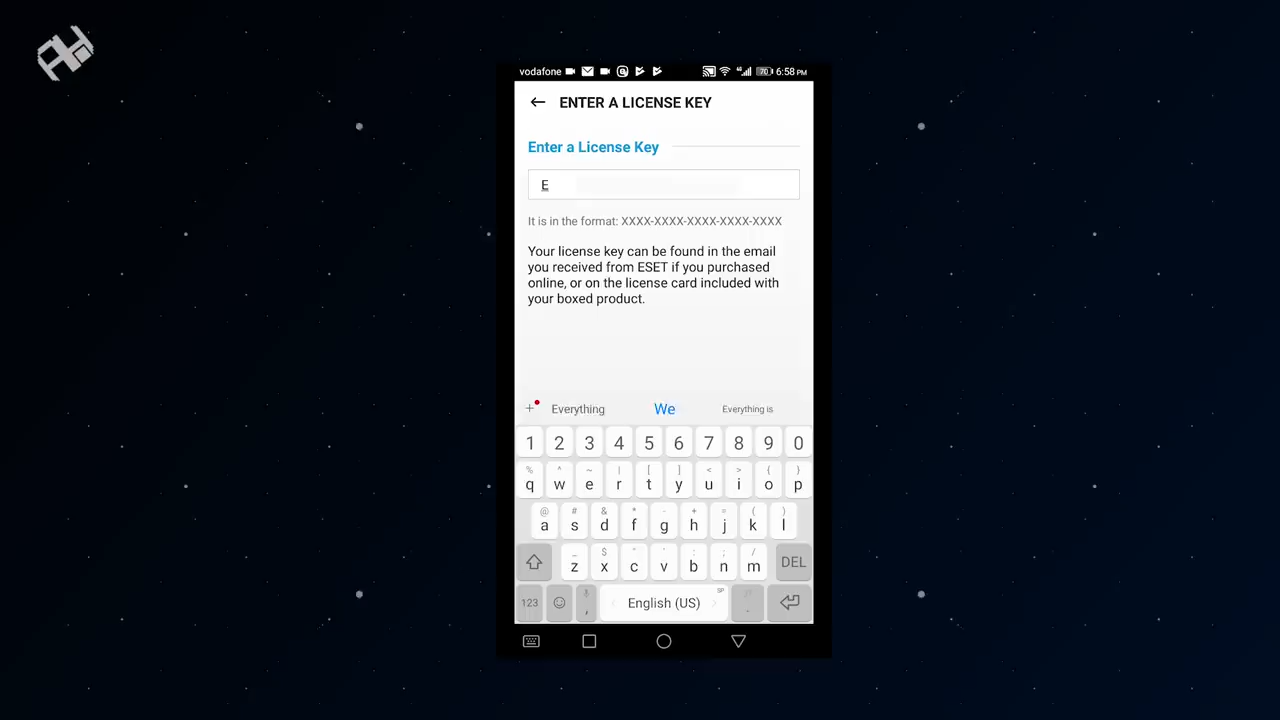 vodafone 70 6:58 PM
ENTER A LICENSE KEY
Enter a License Key
E
It is in the format: XXXX-XXXX-XXXX-XXXX-XXXX
Your license key can be found in the email
you received from ESET if you purchased
online, or on the license card included with
your boxed product.
+ Everything We Everything is
1 2 3 4 5 6 7 8 9 0
% ^ ~ | [ ] < > { }
q w e r t y u i o p
@ # & * - + = ( )
a s d f g h j k l
_ $ " ' : ; /
z x c v b n m DEL
123 , English (US) SP .